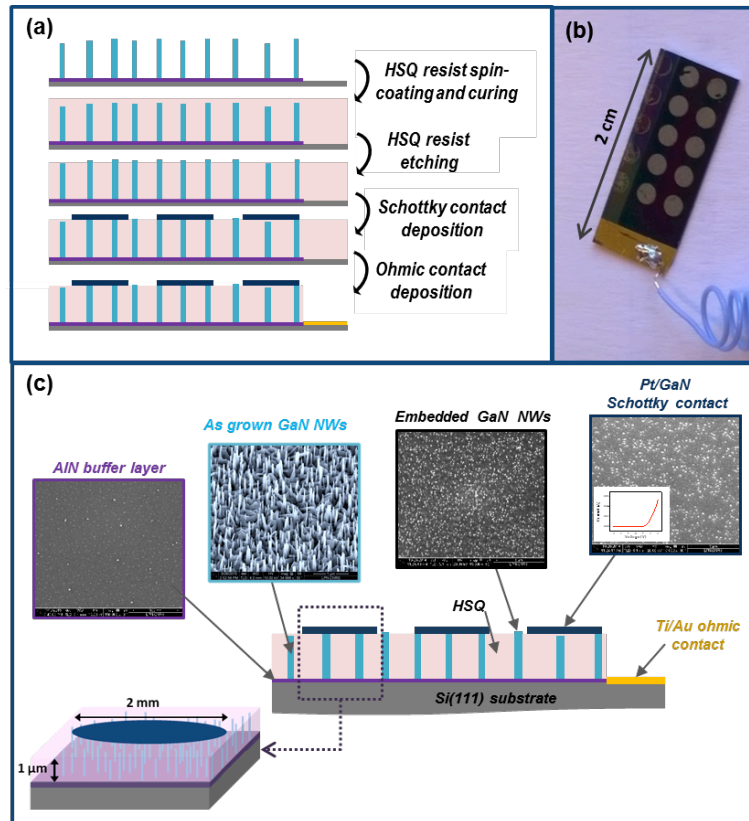 (a)
HSQ resist spin-
coating and curing
HSQ resist
etching
Schottky contact
deposition
Ohmic contact
deposition
(b)
2 cm
(c)
Pt/GaN
Schottky contact
As grown GaN NWs
Embedded GaN NWs
AlN buffer layer
HSQ
Ti/Au ohmic
contact
Si(111) substrate
2 mm
1 µm